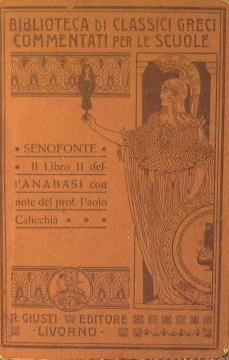 BIBLIOTECA DI CLASSICI GRECI
COMMENTATI PER LE SCUOLE
SENOFONTE
Il Libro II del-
l'ANABASI con
note del prof. Paolo
Calicchia
R. GIUSTI EDITORE
LIVORNO